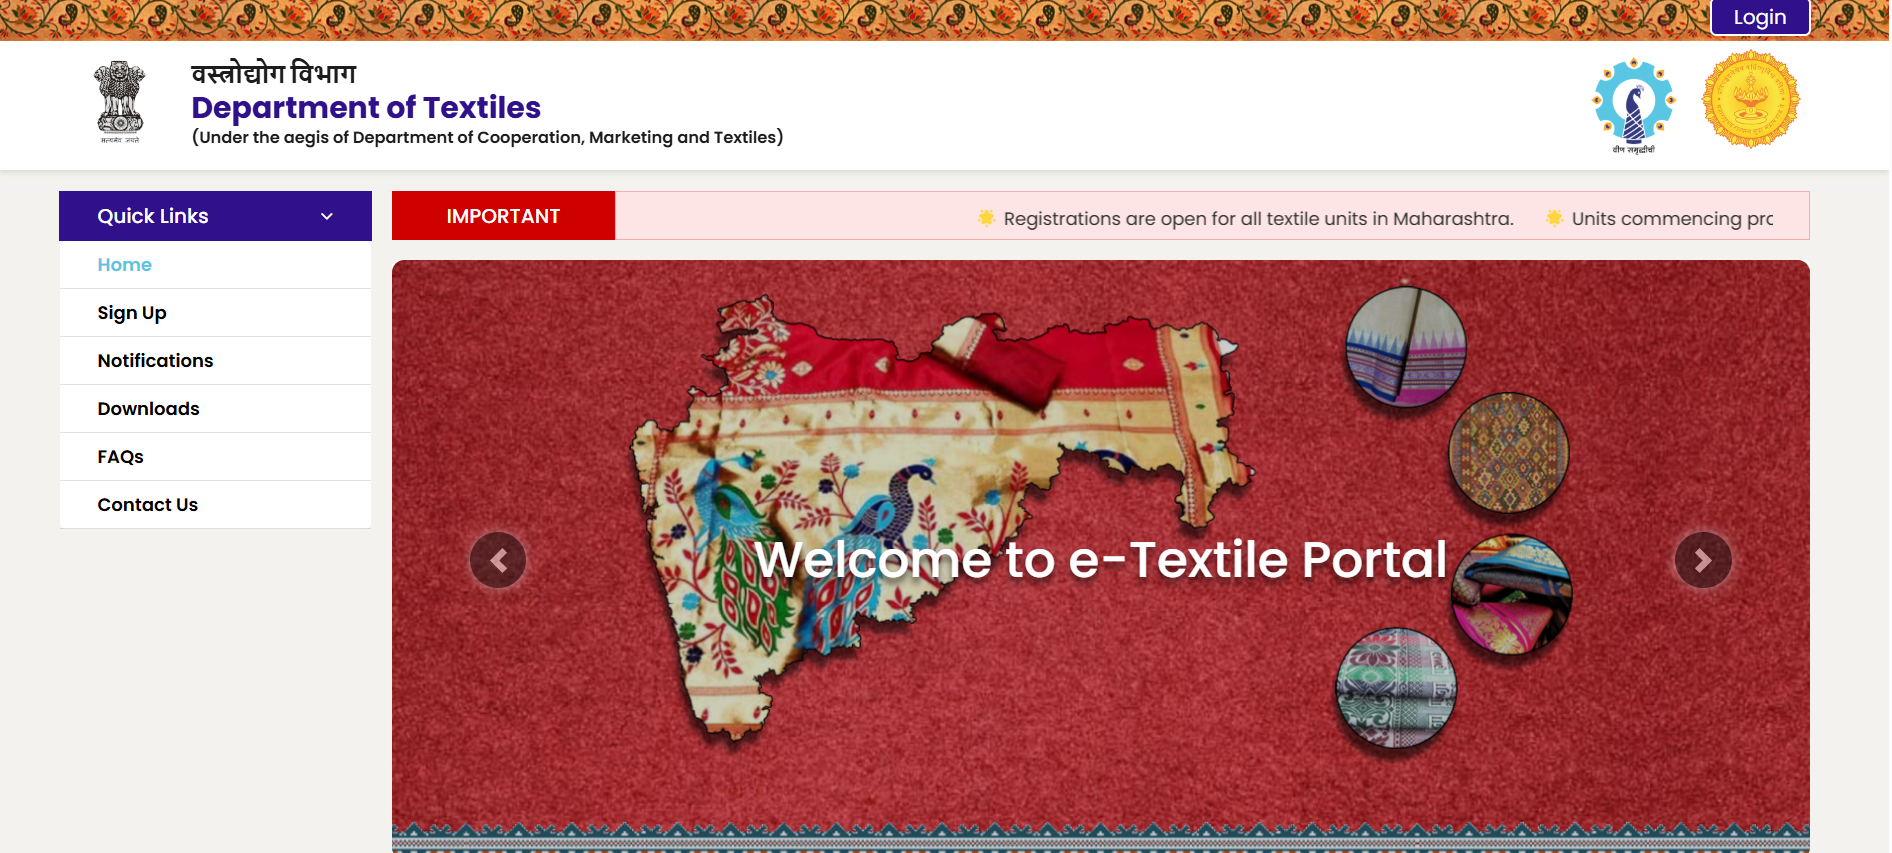 Login
वस्त्रोद्योग विभाग
Department of Textiles
(Under the aegis of Department of Cooperation, Marketing and Textiles)
सत्यमेव जयते
वीण समृद्धीची
Quick Links
IMPORTANT
Registrations are open for all textile units in Maharashtra.
Units commencing
Home
Sign Up
Notifications
Downloads
FAQs
Contact Us
Welcome to e-Textile Portal